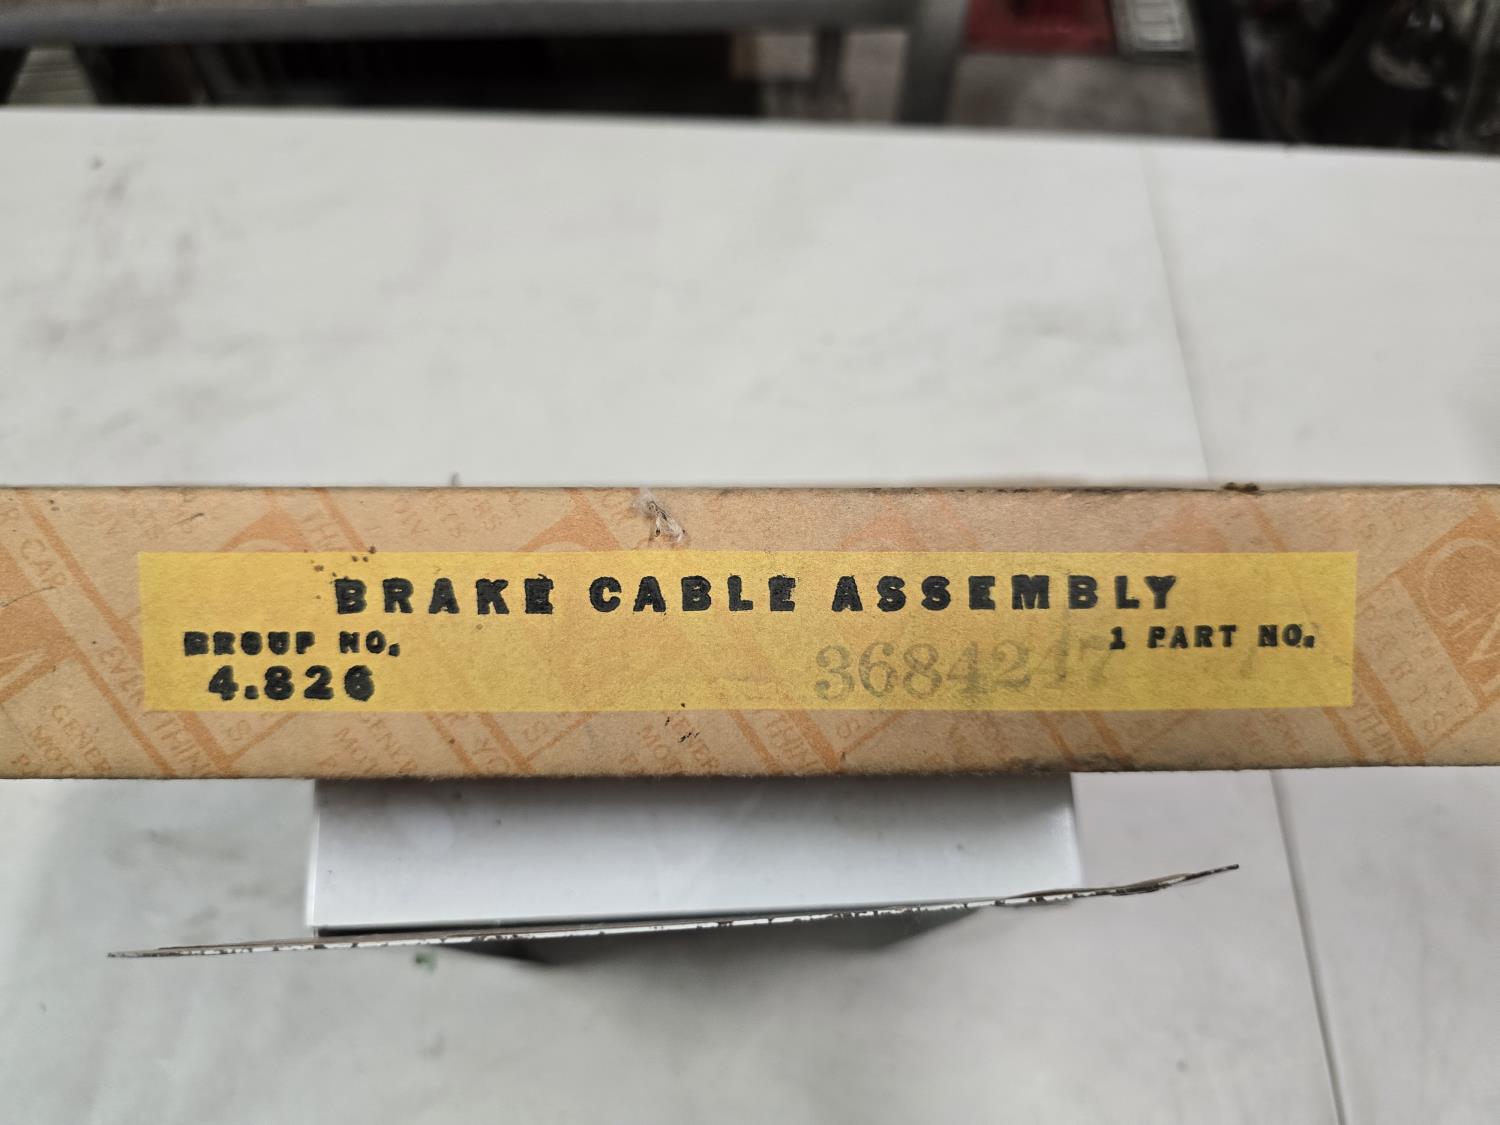 BRAKE CABLE ASSEMBLY
GROUP NO.
1 PART NO.
4.826
3684247